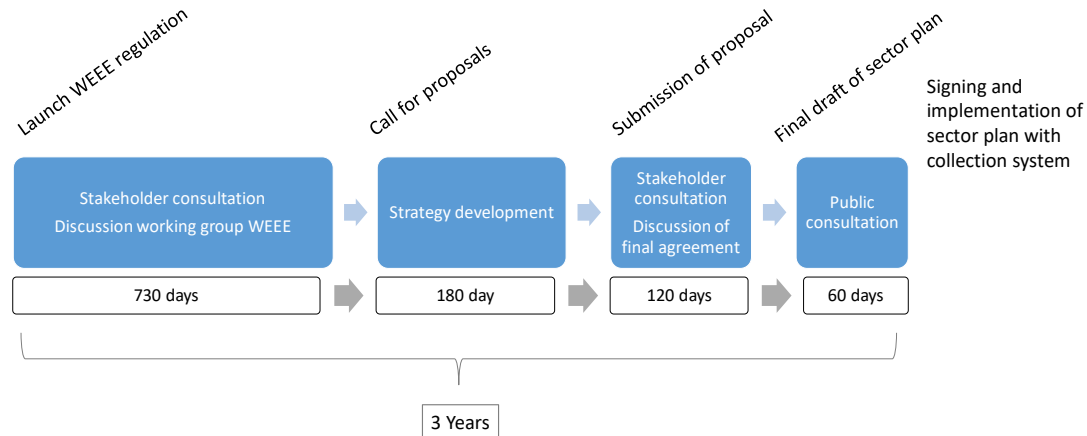 Launch WEEE regulation
Call for proposals
Submission of proposal
Final draft of sector plan
Signing and
implementation of
sector plan with
collection system
Stakeholder consultation
Discussion working group WEEE
Strategy development
Stakeholder
consultation
Discussion of
final agreement
Public
consultation
730 days
180 day
120 days
60 days
3 Years